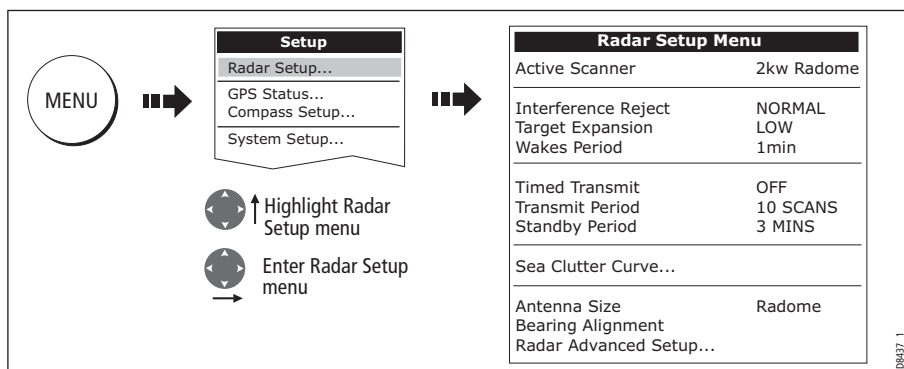 MENU
Setup
Radar Setup...
GPS Status...
Compass Setup...
System Setup...
Highlight Radar
Setup menu
Enter Radar Setup
menu
Radar Setup Menu
Active Scanner 2kw Radome
Interference Reject NORMAL
Target Expansion LOW
Wakes Period 1min
Timed Transmit OFF
Transmit Period 10 SCANS
Standby Period 3 MINS
Sea Clutter Curve...
Antenna Size Radome
Bearing Alignment
Radar Advanced Setup...
D8437_1